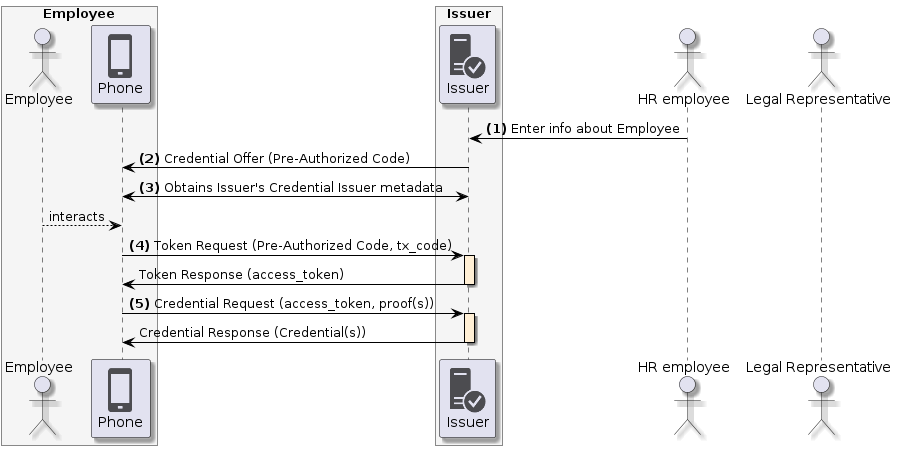 Employee
Issuer
Employee
Phone
Issuer
HR employee
Legal Representative
(1) Enter info about Employee
(2) Credential Offer (Pre-Authorized Code)
(3) Obtains Issuer's Credential Issuer metadata
interacts
(4) Token Request (Pre-Authorized Code, tx_code)
Token Response (access_token)
(5) Credential Request (access_token, proof(s))
Credential Response (Credential(s))
Employee
Phone
Issuer
HR employee
Legal Representative